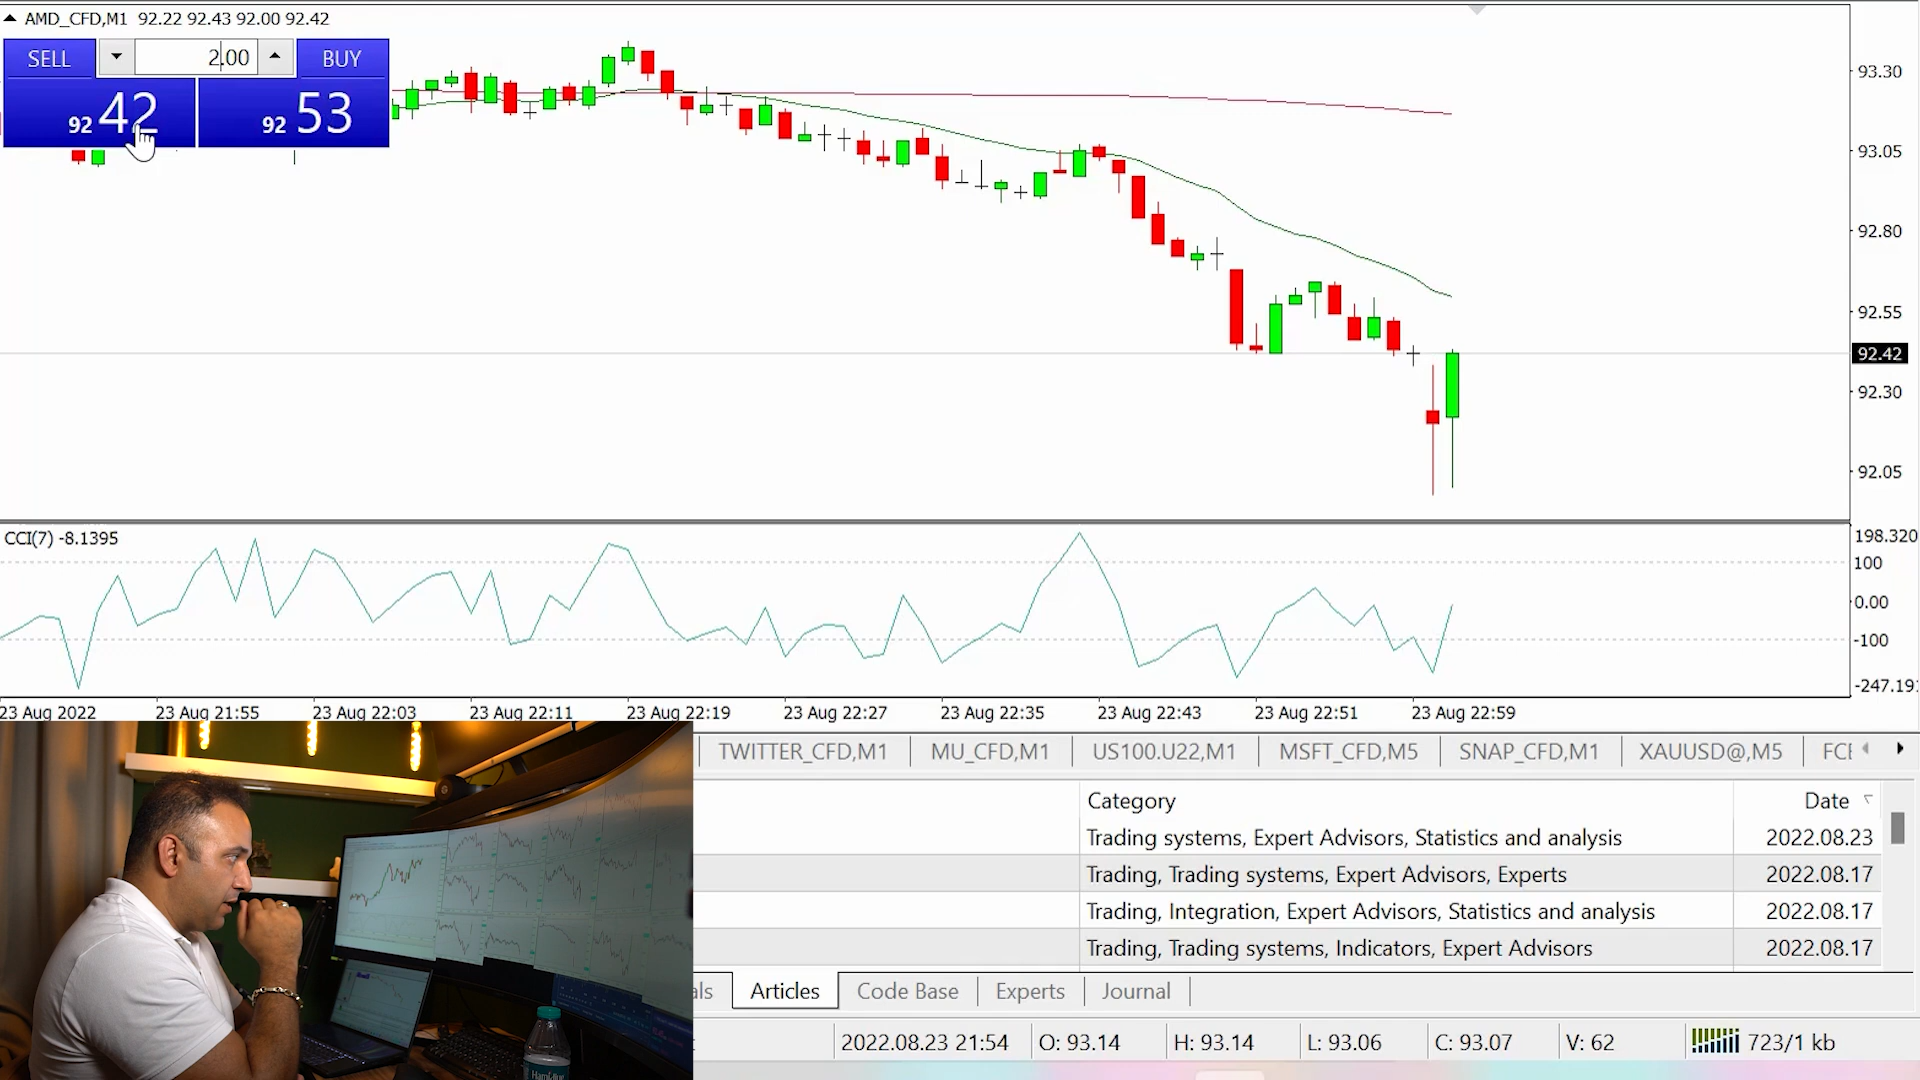 AMD_CFD,M1 92.22 92.43 92.00 92.42
SELL 2.00 BUY
92 42 92 53
93.30
93.05
92.80
92.55
92.42
92.30
92.05
CCI(7) -8.1395
198.320
100
0.00
-100
-247.191
23 Aug 2022 23 Aug 21:55 23 Aug 22:03 23 Aug 22:11 23 Aug 22:19 23 Aug 22:27 23 Aug 22:35 23 Aug 22:43 23 Aug 22:51 23 Aug 22:59
TWITTER_CFD,M1 MU_CFD,M1 US100.U22,M1 MSFT_CFD,M5 SNAP_CFD,M1 XAUUSD@,M5 FCE
Category Date
Trading systems, Expert Advisors, Statistics and analysis 2022.08.23
Trading, Trading systems, Expert Advisors, Experts 2022.08.17
Trading, Integration, Expert Advisors, Statistics and analysis 2022.08.17
Trading, Trading systems, Indicators, Expert Advisors 2022.08.17
als Articles Code Base Experts Journal
2022.08.23 21:54 O: 93.14 H: 93.14 L: 93.06 C: 93.07 V: 62 723/1 kb